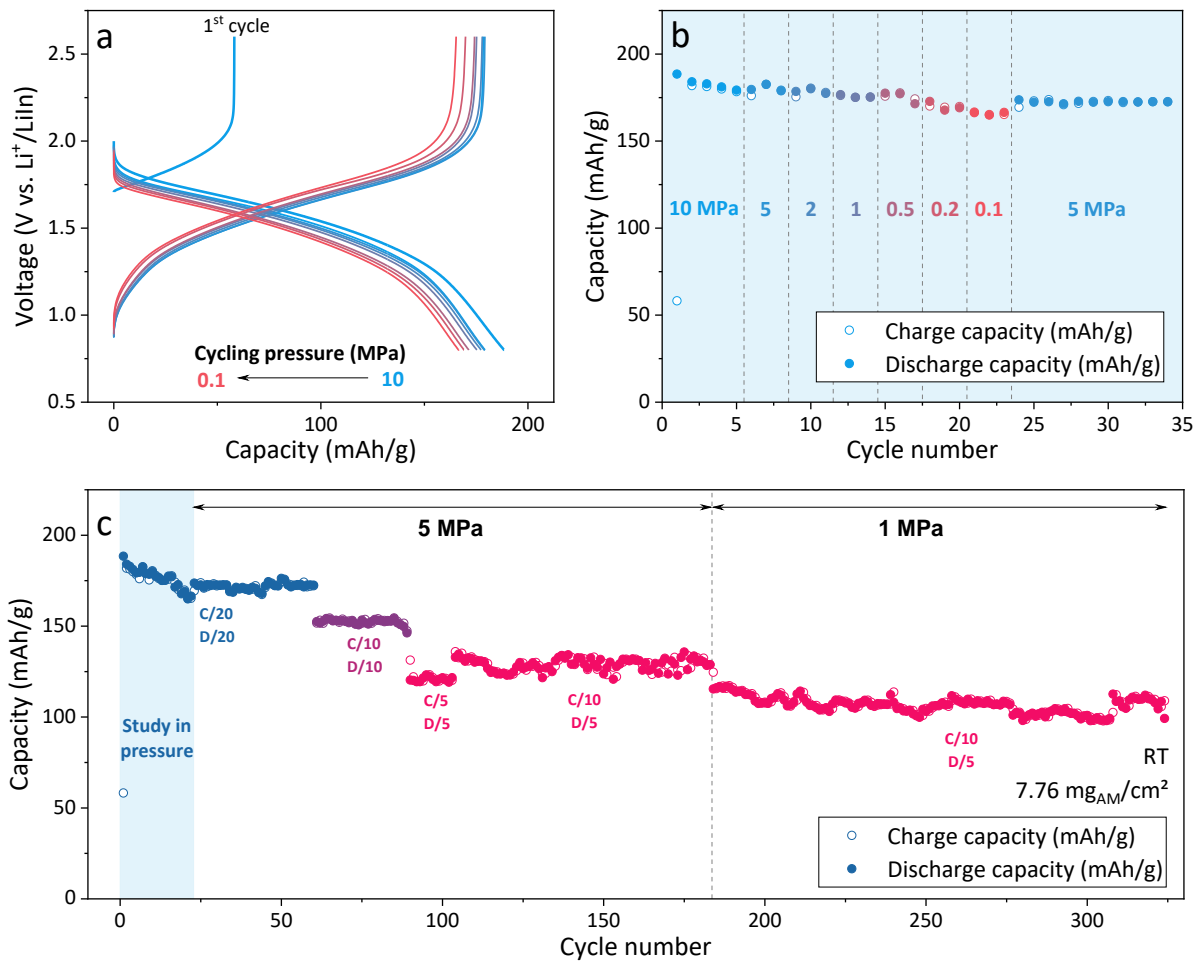 a
1st cycle
2.5
2.0
1.5
1.0
0.5
Voltage (V vs. Li⁺/LiIn)
Cycling pressure (MPa)
0.1
10
0
100
200
Capacity (mAh/g)
b
200
150
100
50
0
Capacity (mAh/g)
10 MPa
5
2
1
0.5
0.2
0.1
5 MPa
Charge capacity (mAh/g)
Discharge capacity (mAh/g)
0
5
10
15
20
25
30
35
Cycle number
c
5 MPa
1 MPa
200
150
100
50
0
Capacity (mAh/g)
C/20
D/20
C/10
D/10
C/5
D/5
C/10
D/5
C/10
D/5
Study in
pressure
RT
7.76 mgAM/cm²
Charge capacity (mAh/g)
Discharge capacity (mAh/g)
0
50
100
150
200
250
300
Cycle number